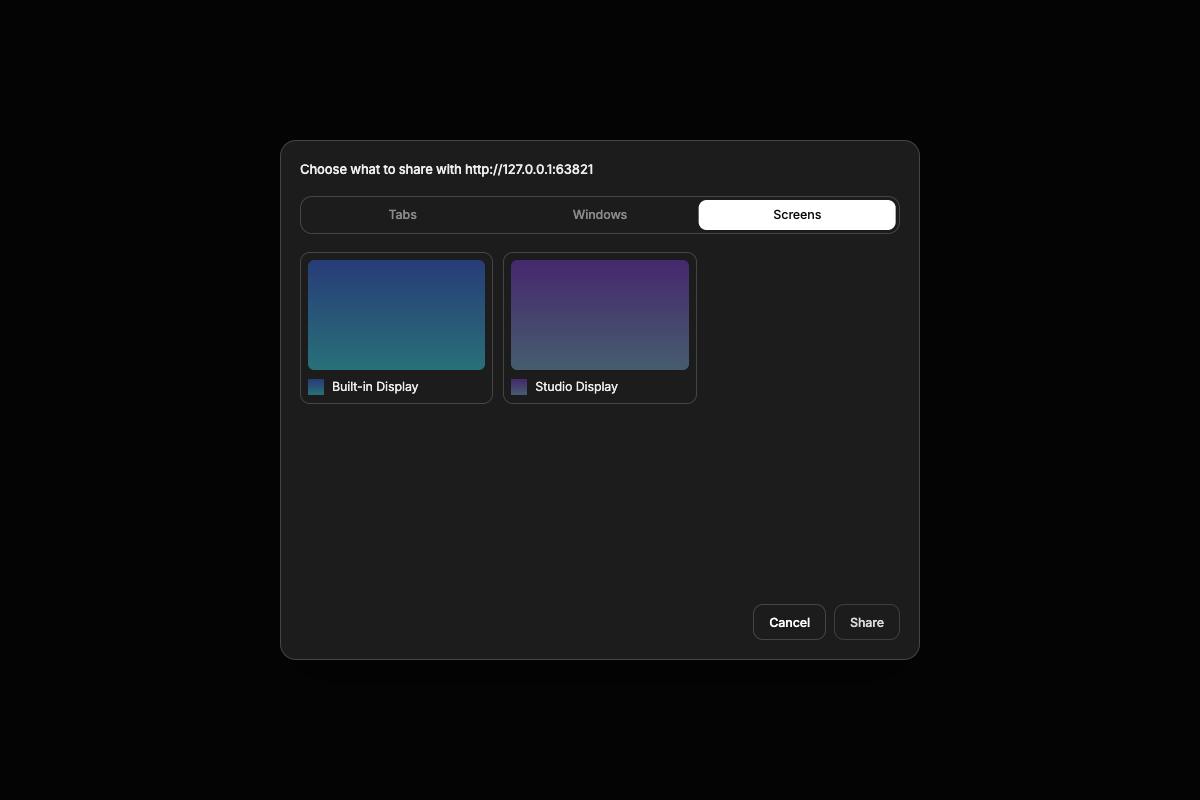 Choose what to share with http://127.0.0.1:63821
Tabs
Windows
Screens
Built-in Display
Studio Display
Cancel
Share